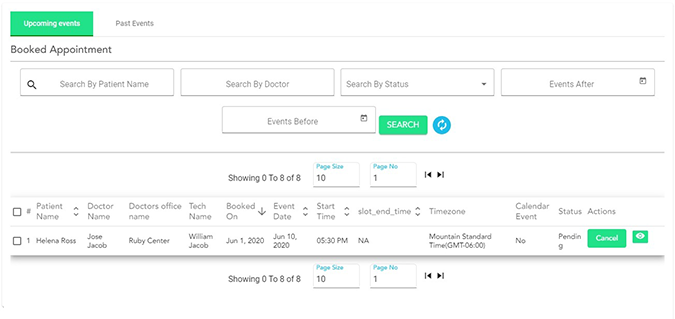 Upcoming events Past Events
Booked Appointment
Search By Patient Name Search By Doctor Search By Status Events After
Events Before SEARCH
Showing 0 To 8 of 8 Page Size 10 Page No 1
# Patient Name Doctor Name Doctors office name Tech Name Booked On Event Date Start Time slot_end_time Timezone Calendar Event Status Actions
1 Helena Ross Jose Jacob Ruby Center William Jacob Jun 1, 2020 Jun 10, 2020 05:30 PM NA Mountain Standard Time(GMT-06:00) No Pending Cancel
Showing 0 To 8 of 8 Page Size 10 Page No 1